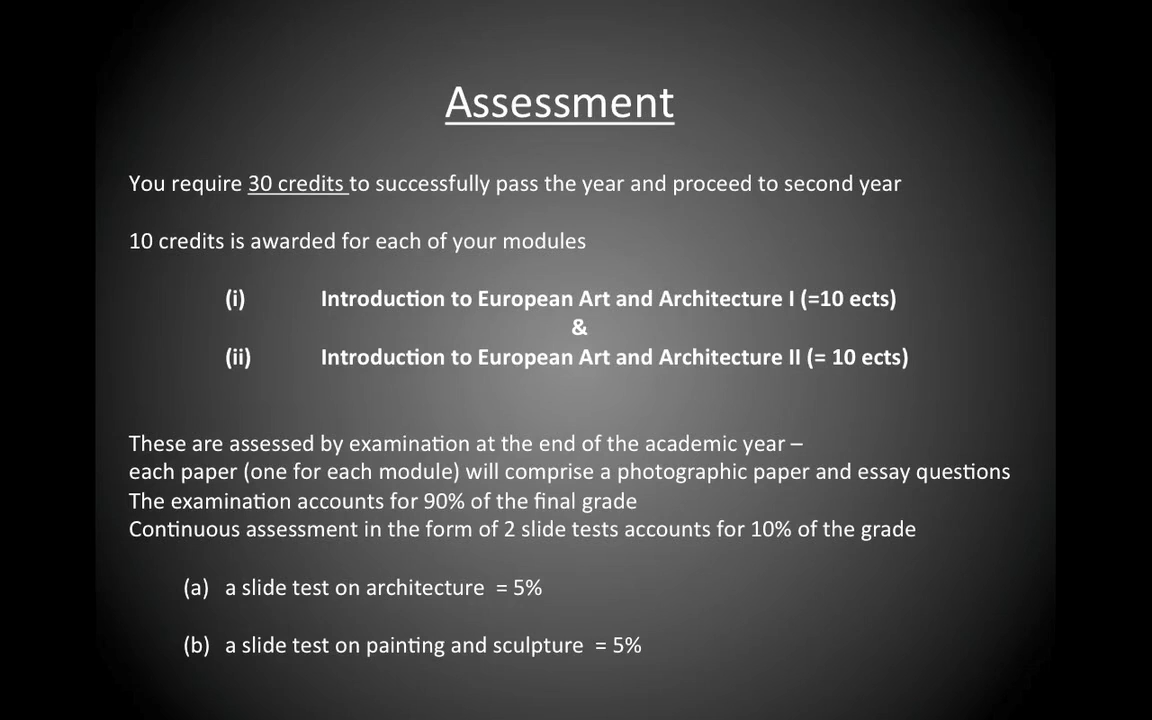 Assessment
You require 30 credits to successfully pass the year and proceed to second year
10 credits is awarded for each of your modules
(i) Introduction to European Art and Architecture I (=10 ects)
&
(ii) Introduction to European Art and Architecture II (= 10 ects)
These are assessed by examination at the end of the academic year –
each paper (one for each module) will comprise a photographic paper and essay questions
The examination accounts for 90% of the final grade
Continuous assessment in the form of 2 slide tests accounts for 10% of the grade
(a) a slide test on architecture = 5%
(b) a slide test on painting and sculpture = 5%